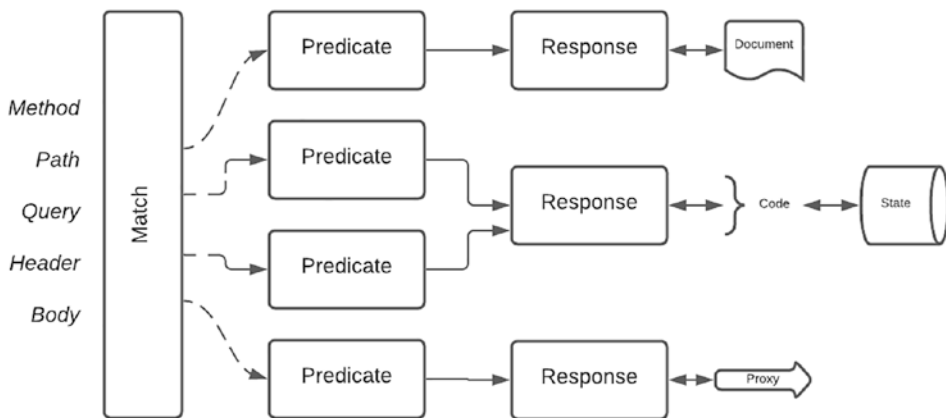 Method
Path
Query
Header
Body
Match
Predicate
Response
Document
Predicate
Predicate
Response
Code
State
Predicate
Response
Proxy